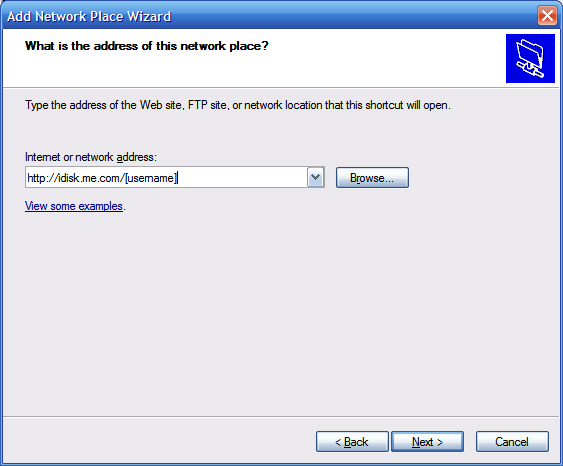 Add Network Place Wizard
What is the address of this network place?
Type the address of the Web site, FTP site, or network location that this shortcut will open.
Internet or network address:
http://idisk.me.com/[username]
Browse...
View some examples.
< Back
Next >
Cancel